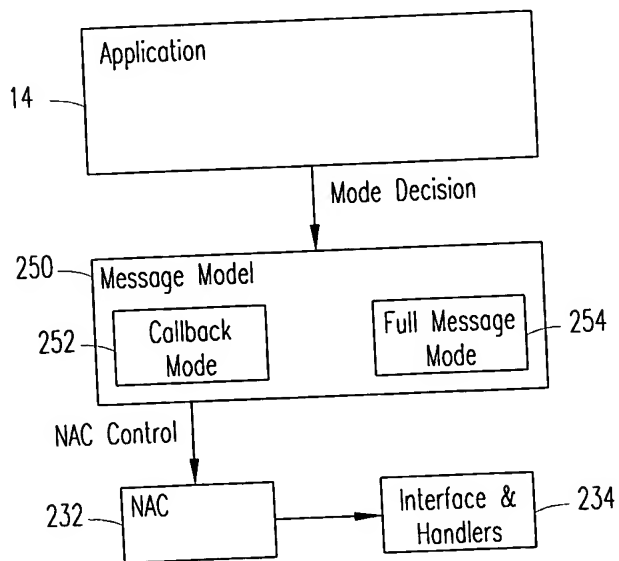 Application
14
Mode Decision
250
Message Model
252
Callback
Mode
Full Message
Mode
254
NAC Control
232
NAC
Interface &
Handlers
234